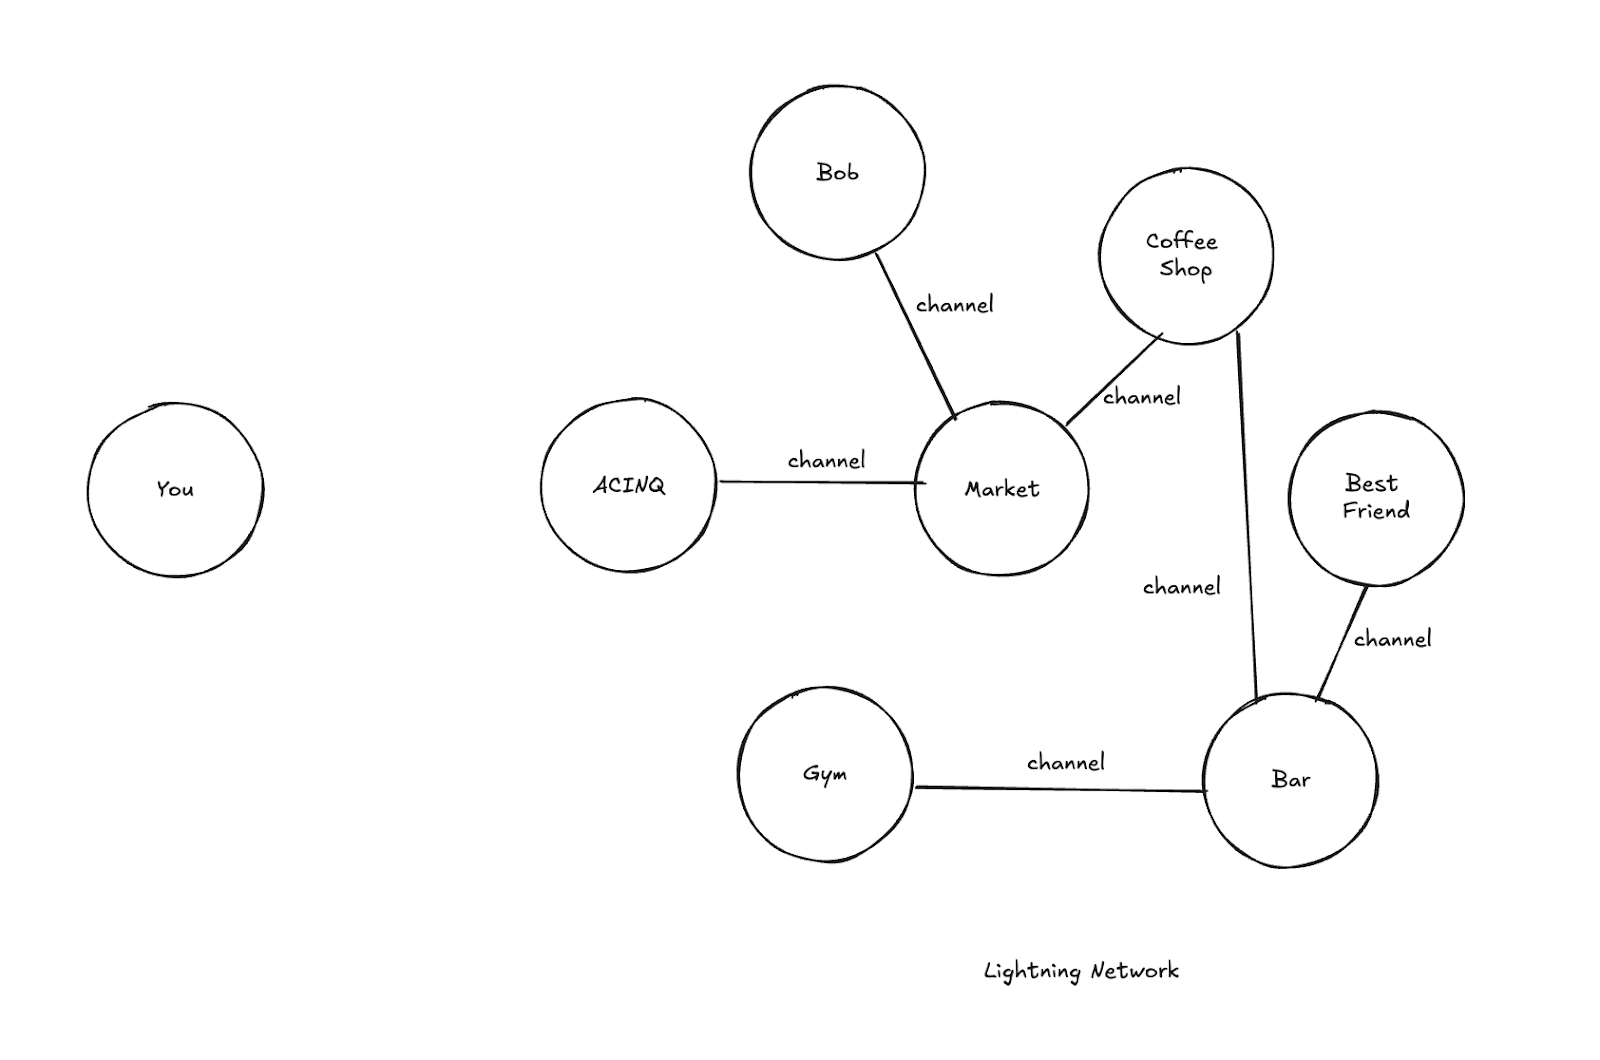 Bob
Coffee
Shop
channel
channel
channel
You
ACINQ
Market
Best
Friend
channel
channel
channel
Gym
Bar
Lightning Network